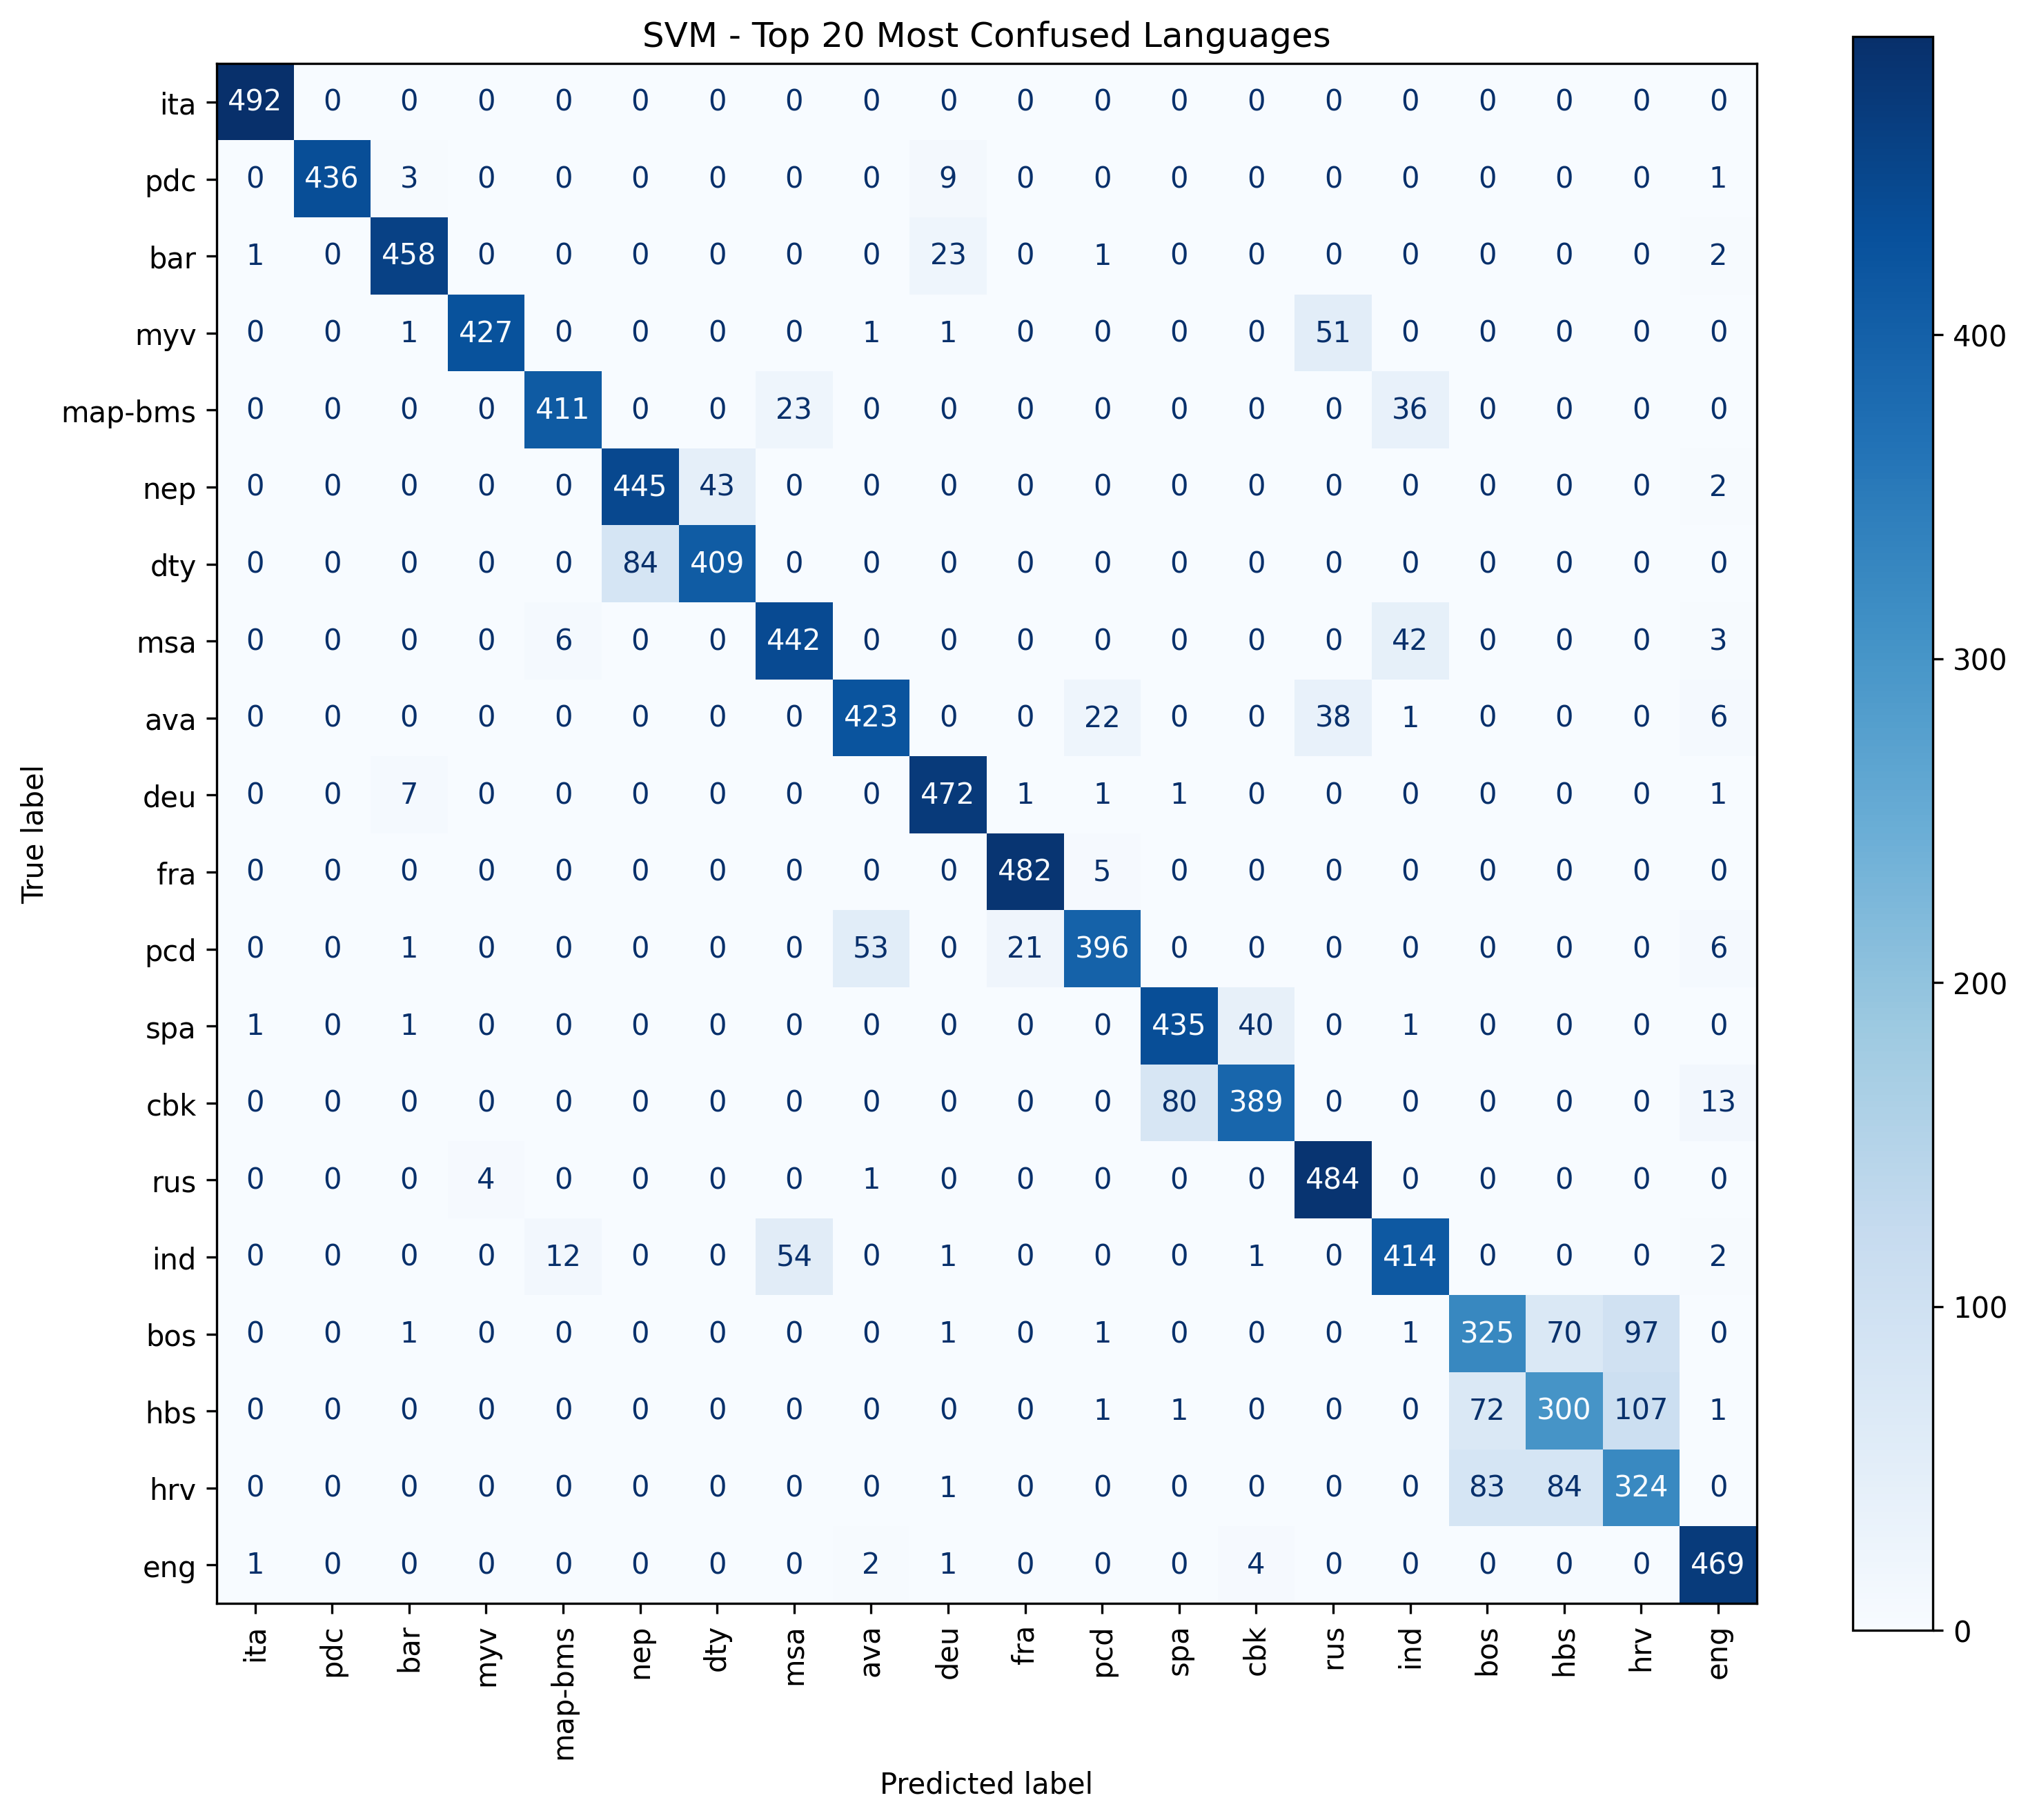 SVM - Top 20 Most Confused Languages
ita 492 0 0 0 0 0 0 0 0 0 0 0 0 0 0 0 0 0 0 0
pdc 0 436 3 0 0 0 0 0 0 9 0 0 0 0 0 0 0 0 0 1
bar 1 0 458 0 0 0 0 0 0 23 0 1 0 0 0 0 0 0 0 2
myv 0 0 1 427 0 0 0 0 1 1 0 0 0 0 51 0 0 0 0 0
map-bms 0 0 0 0 411 0 0 23 0 0 0 0 0 0 0 36 0 0 0 0
nep 0 0 0 0 0 445 43 0 0 0 0 0 0 0 0 0 0 0 0 2
dty 0 0 0 0 0 84 409 0 0 0 0 0 0 0 0 0 0 0 0 0
msa 0 0 0 0 6 0 0 442 0 0 0 0 0 0 0 42 0 0 0 3
ava 0 0 0 0 0 0 0 0 423 0 0 22 0 0 38 1 0 0 0 6
deu 0 0 7 0 0 0 0 0 0 472 1 1 1 0 0 0 0 0 0 1
fra 0 0 0 0 0 0 0 0 0 0 482 5 0 0 0 0 0 0 0 0
pcd 0 0 1 0 0 0 0 0 53 0 21 396 0 0 0 0 0 0 0 6
spa 1 0 1 0 0 0 0 0 0 0 0 0 435 40 0 1 0 0 0 0
cbk 0 0 0 0 0 0 0 0 0 0 0 0 80 389 0 0 0 0 0 13
rus 0 0 0 4 0 0 0 0 1 0 0 0 0 0 484 0 0 0 0 0
ind 0 0 0 0 12 0 0 54 0 1 0 0 0 1 0 414 0 0 0 2
bos 0 0 1 0 0 0 0 0 0 1 0 1 0 0 0 1 325 70 97 0
hbs 0 0 0 0 0 0 0 0 0 0 0 1 1 0 0 0 72 300 107 1
hrv 0 0 0 0 0 0 0 0 0 1 0 0 0 0 0 0 83 84 324 0
eng 1 0 0 0 0 0 0 0 2 1 0 0 0 4 0 0 0 0 0 469
ita pdc bar myv map-bms nep dty msa ava deu fra pcd spa cbk rus ind bos hbs hrv eng
Predicted label
True label
400
300
200
100
0